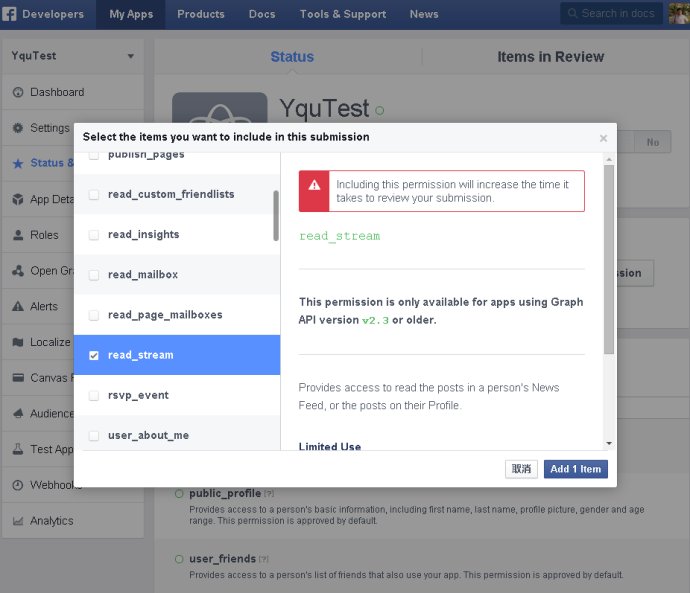 Developers My Apps Products Docs Tools & Support News Search in docs
YquTest
Status Items in Review
Dashboard
YquTest
Settings
Select the items you want to include in this submission
No
Status &
publish_pages
App Deta
read_custom_friendlists
Including this permission will increase the time it
takes to review your submission.
Roles
read_insights
read_stream
Open Gra
read_mailbox
ssion
Alerts
read_page_mailboxes
This permission is only available for apps using Graph
API version v2.3 or older.
Localize
read_stream
Canvas P
rsvp_event
Provides access to read the posts in a person's News
Feed, or the posts on their Profile.
Audience
user_about_me
Limited Use
Test App
取消 Add 1 Item
Webhooks
public_profile [?]
Provides access to a person's basic information, including first name, last name, profile picture, gender and age
range. This permission is approved by default.
Analytics
user_friends [?]
Provides access to a person's list of friends that also use your app. This permission is approved by default.